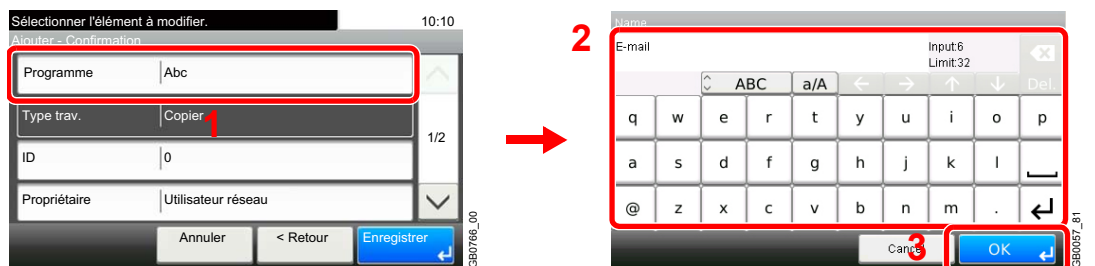 Sélectionner l'élément à modifier.
10:10
Ajouter - Confirmation
Programme
Abc
Type trav.
Copier
1
1/2
ID
0
Propriétaire
Utilisateur réseau
Annuler
< Retour
Enregistrer
GB0766_00
2
Name
E-mail
Input:6
Limit:32
ABC
a/A
Del.
q w e r t y u i o p
a s d f g h j k l
@ z x c v b n m .
Cancel
3
OK
GB0057_81